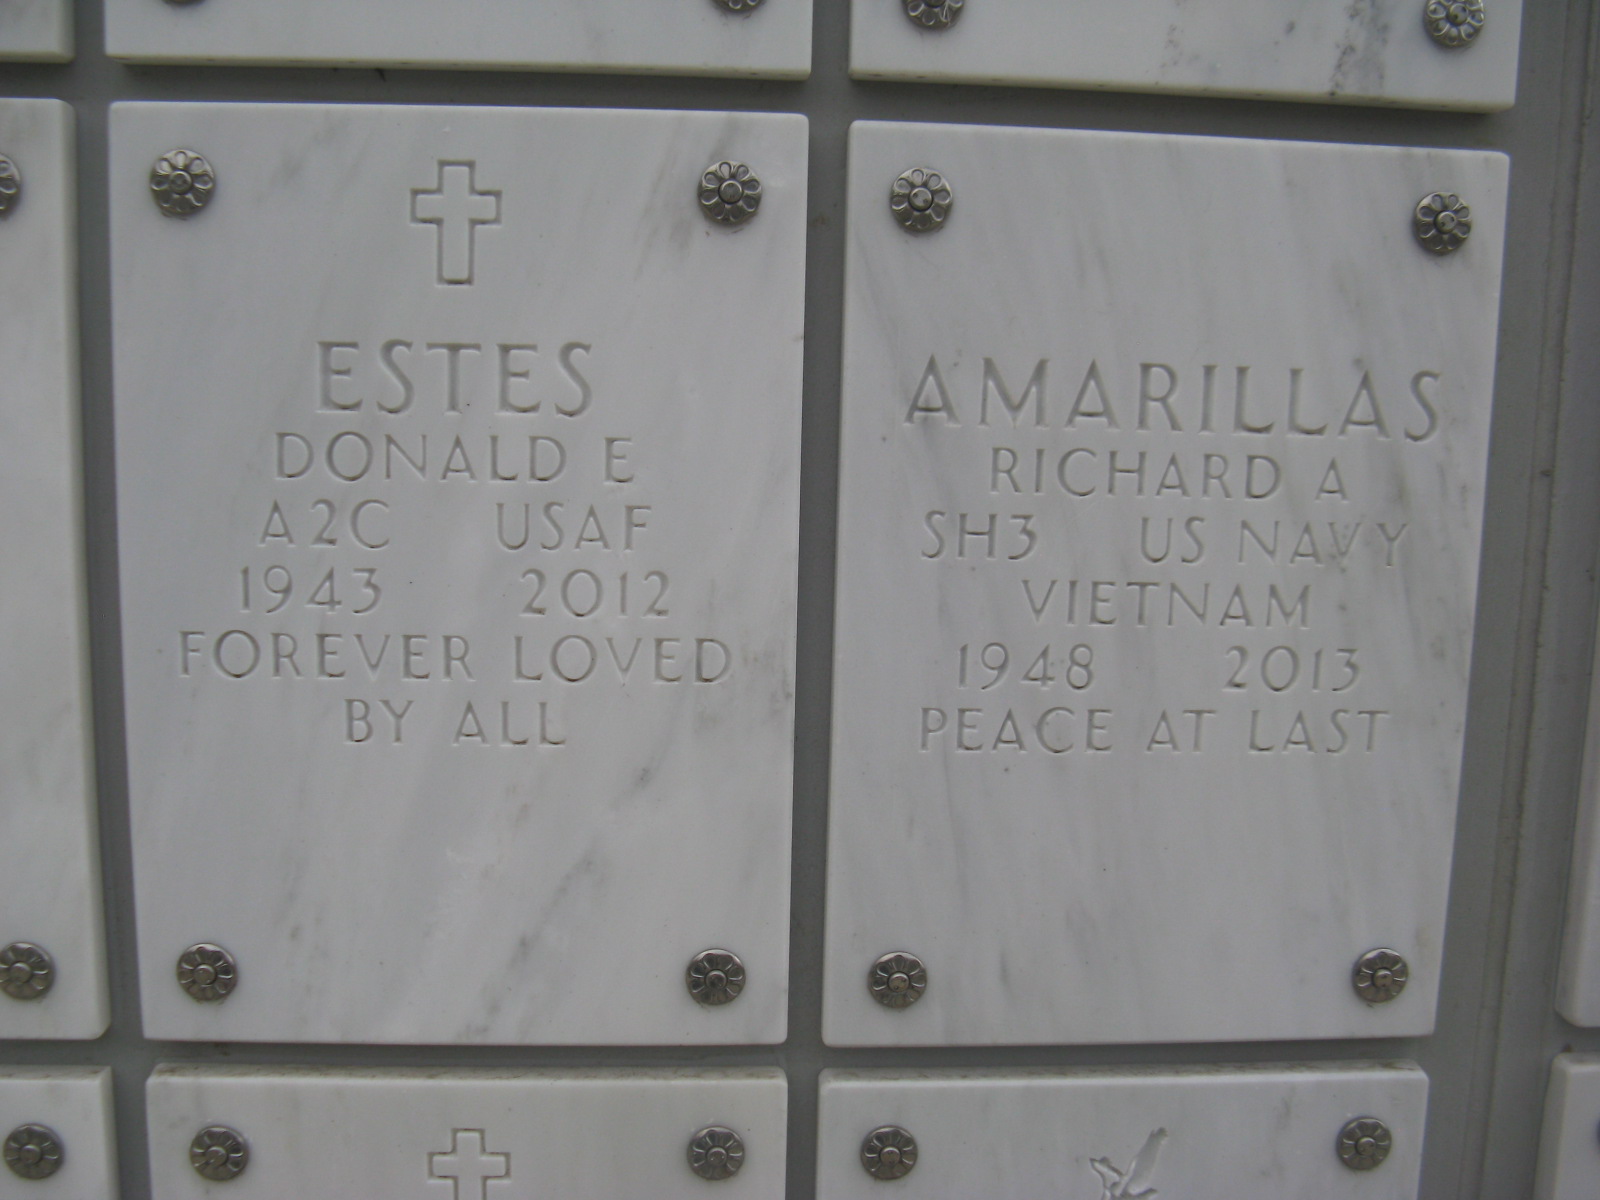 ESTES
DONALD E
A2C USAF
1943 2012
FOREVER LOVED
BY ALL
AMARILLAS
RICHARD A
SH3 US NAVY
VIETNAM
1948 2013
PEACE AT LAST